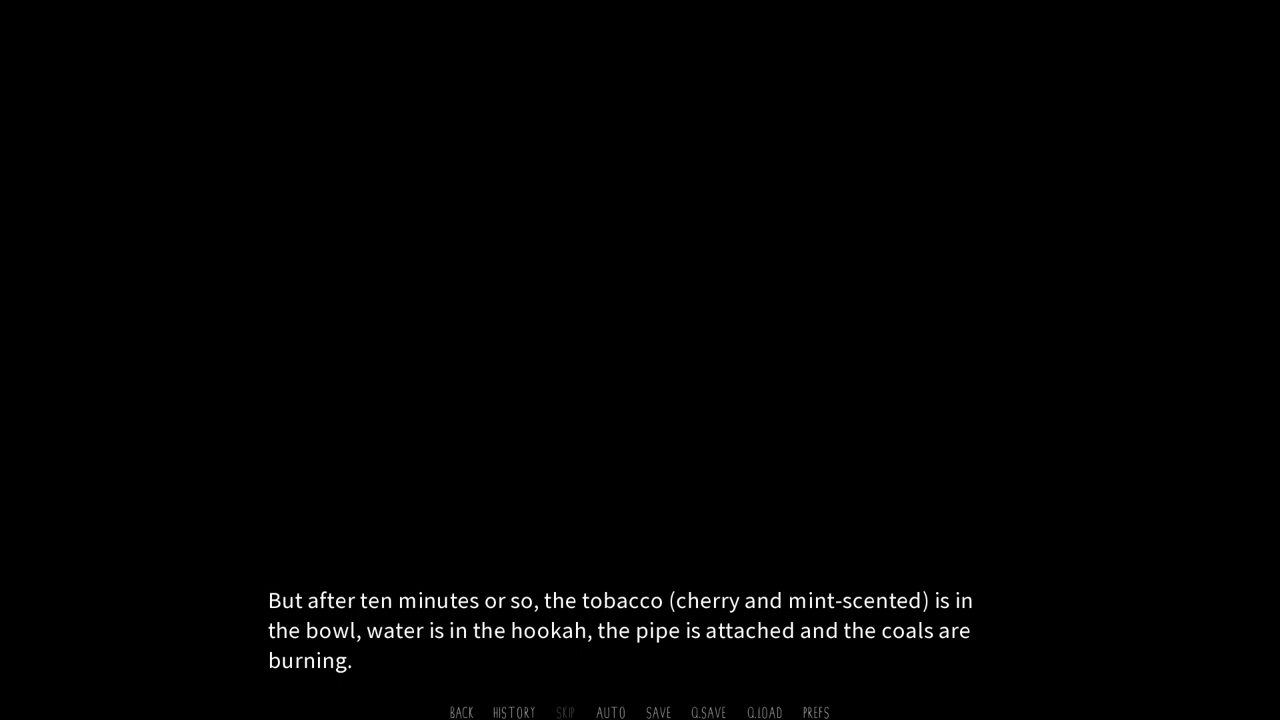 But after ten minutes or so, the tobacco (cherry and mint-scented) is in
the bowl, water is in the hookah, the pipe is attached and the coals are
burning.
BACK HISTORY SKIP AUTO SAVE Q.SAVE Q.LOAD PREFS